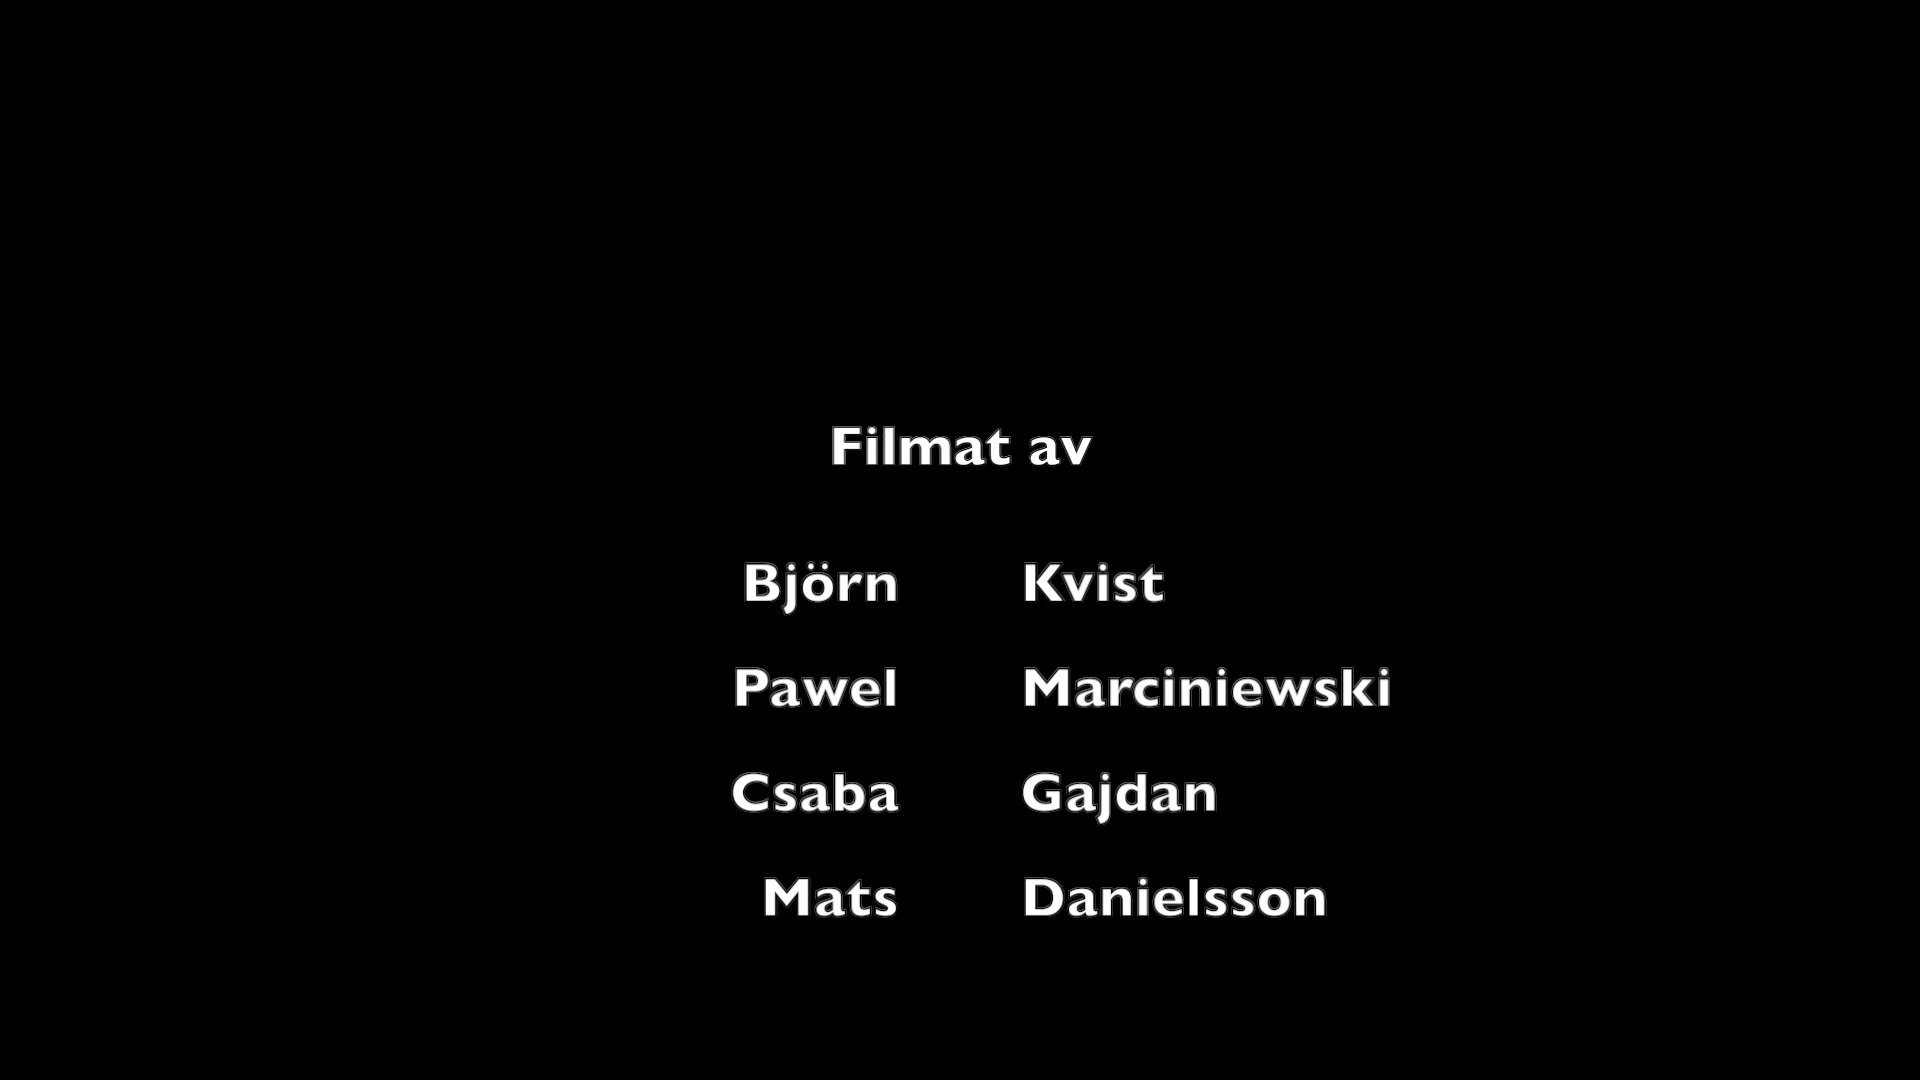 Filmat av
Björn Kvist
Pawel Marciniewski
Csaba Gajdan
Mats Danielsson